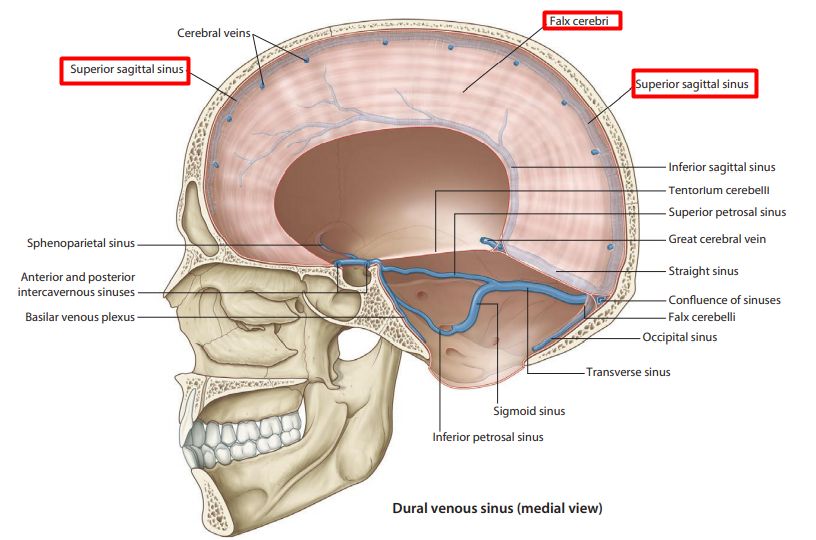 Falx cerebri
Cerebral veins
Superior sagittal sinus
Superior sagittal sinus
Inferior sagittal sinus
Tentorium cerebelli
Superior petrosal sinus
Sphenoparietal sinus
Great cerebral vein
Straight sinus
Anterior and posterior
intercavernous sinuses
Confluence of sinuses
Basilar venous plexus
Falx cerebelli
Occipital sinus
Transverse sinus
Sigmoid sinus
Inferior petrosal sinus
Dural venous sinus (medial view)